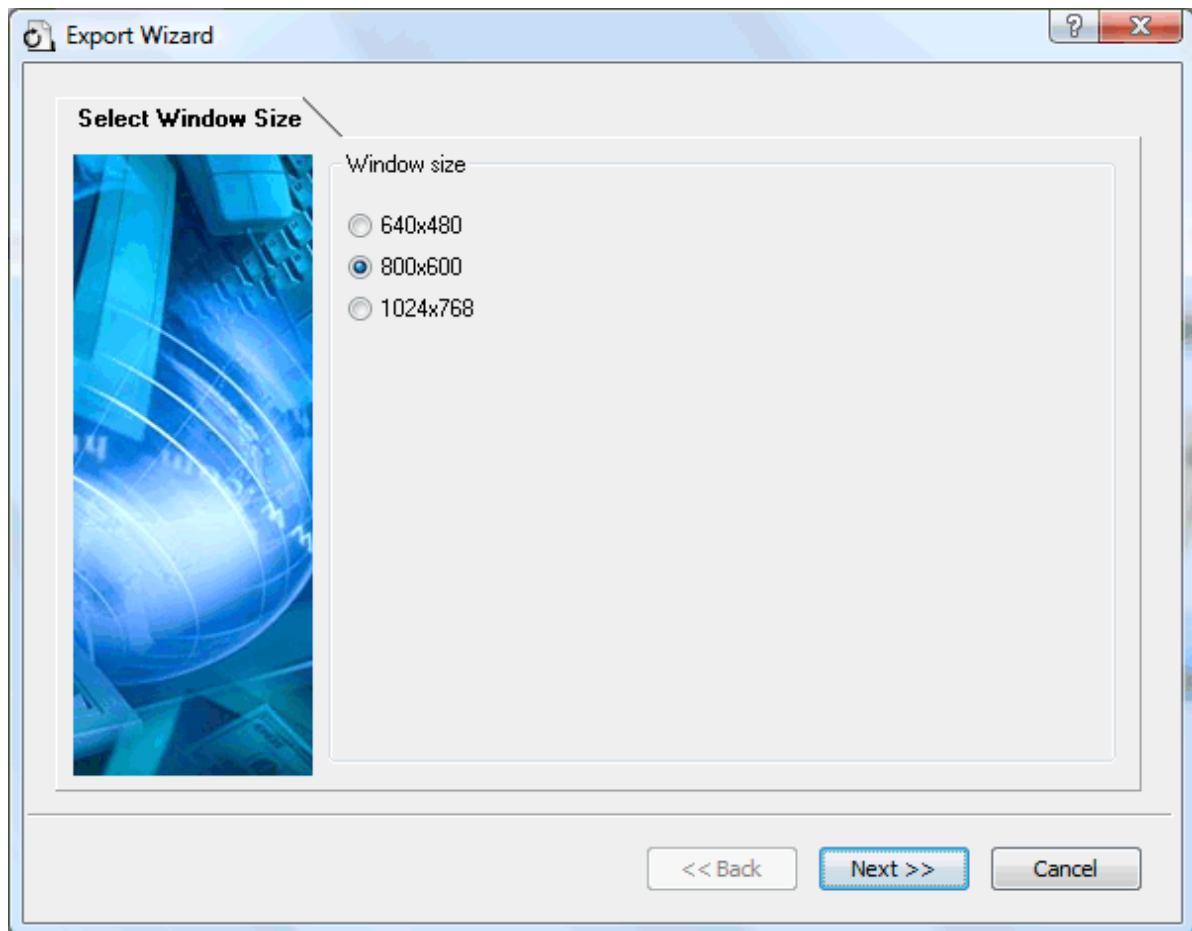 Export Wizard
Select Window Size
Window size
640x480
800x600
1024x768
<< Back
Next >>
Cancel